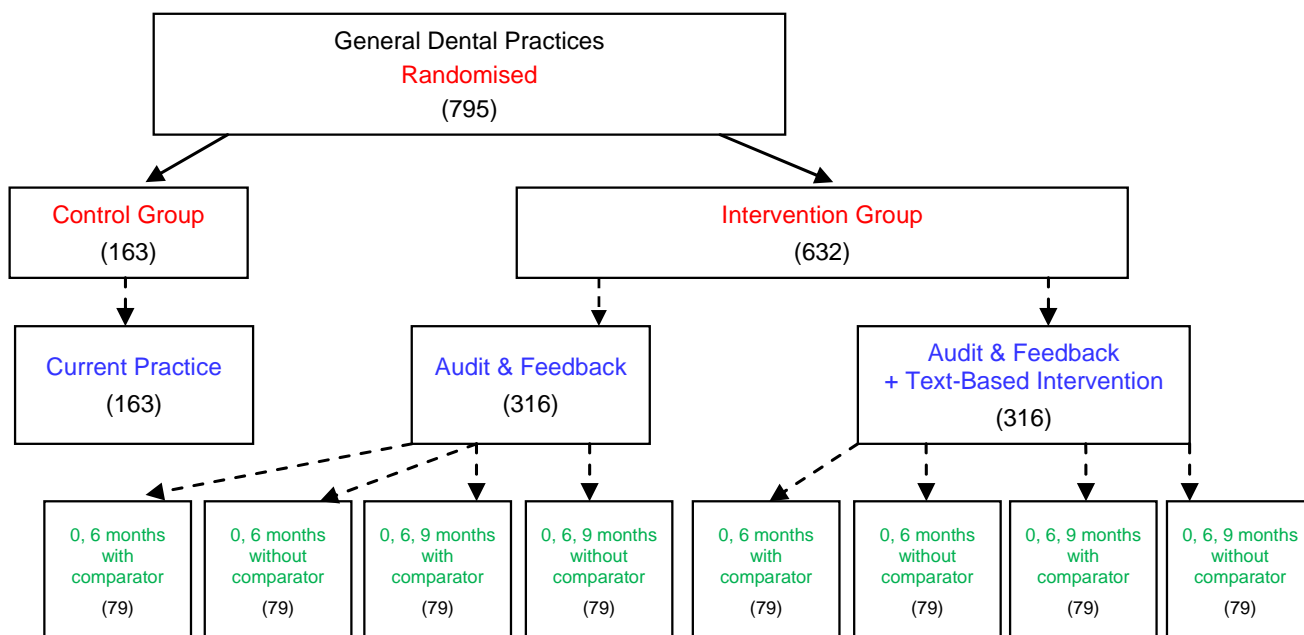 General Dental Practices
Randomised
(795)
Control Group
(163)
Intervention Group
(632)
Current Practice
(163)
Audit & Feedback
(316)
Audit & Feedback
+ Text-Based Intervention
(316)
0, 6 months
with
comparator
(79)
0, 6 months
without
comparator
(79)
0, 6, 9 months
with
comparator
(79)
0, 6, 9 months
without
comparator
(79)
0, 6 months
with
comparator
(79)
0, 6 months
without
comparator
(79)
0, 6, 9 months
with
comparator
(79)
0, 6, 9 months
without
comparator
(79)